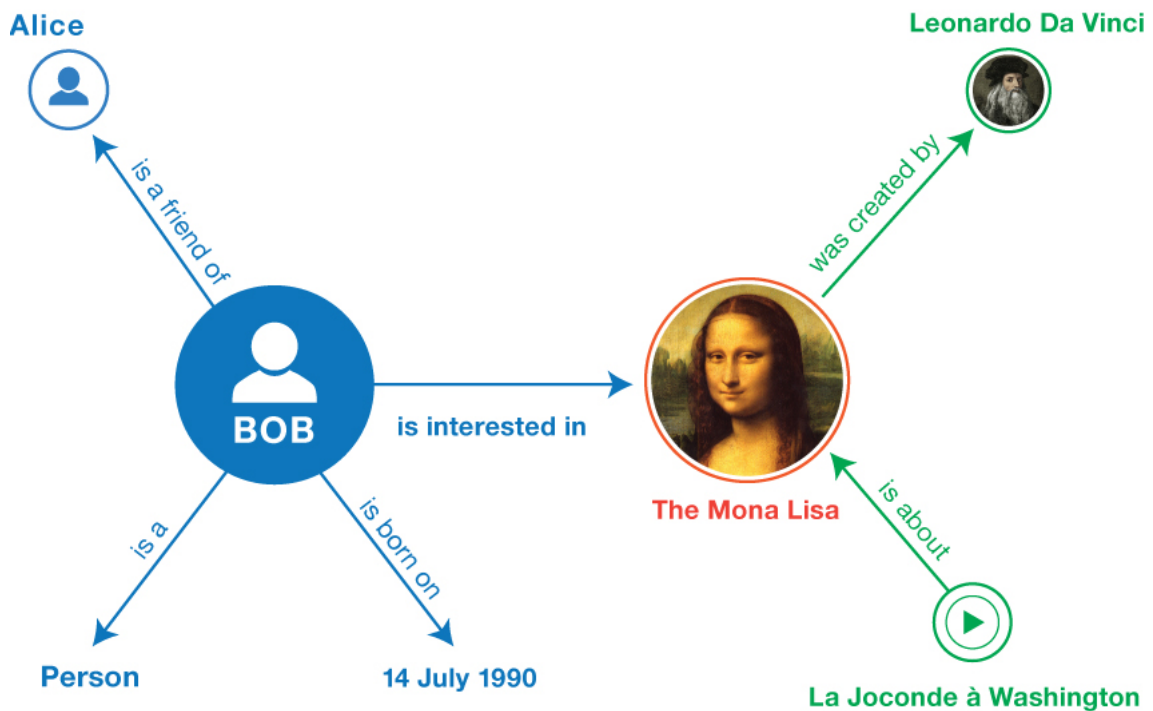 Alice
Leonardo Da Vinci
is a friend of
was created by
BOB
is interested in
The Mona Lisa
is a
is born on
is about
Person
14 July 1990
La Joconde à Washington